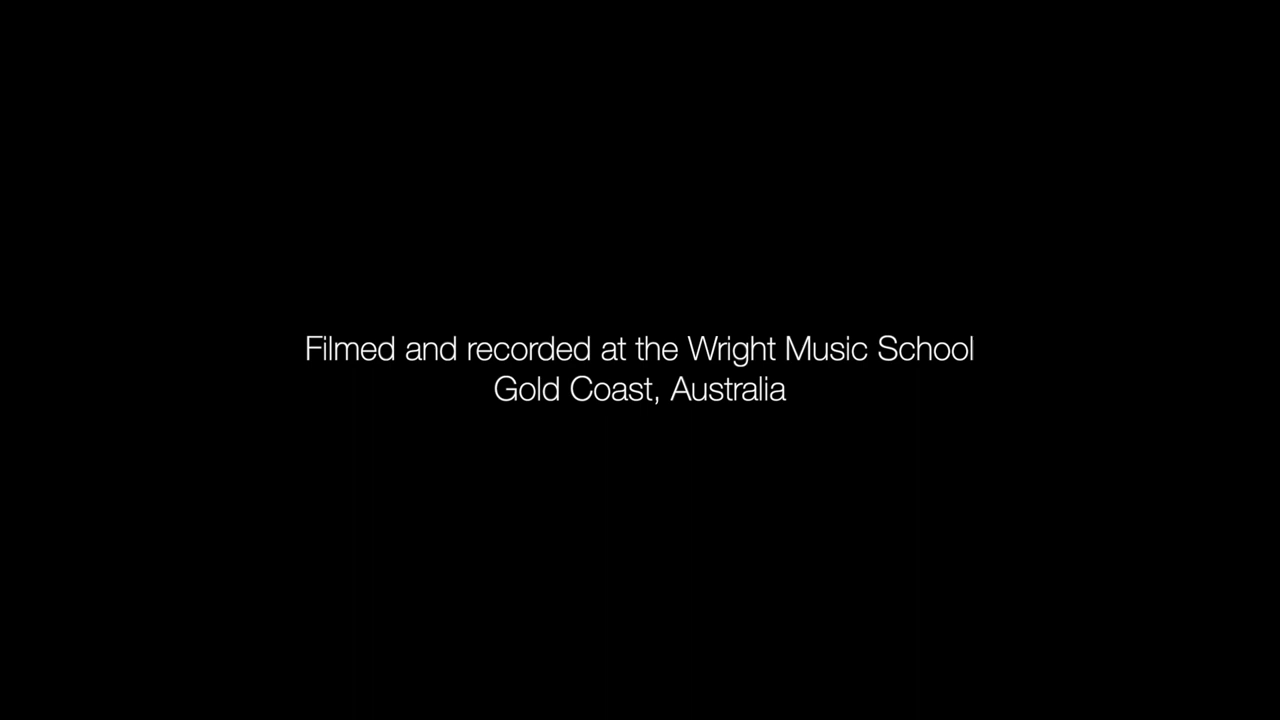 Filmed and recorded at the Wright Music School
Gold Coast, Australia